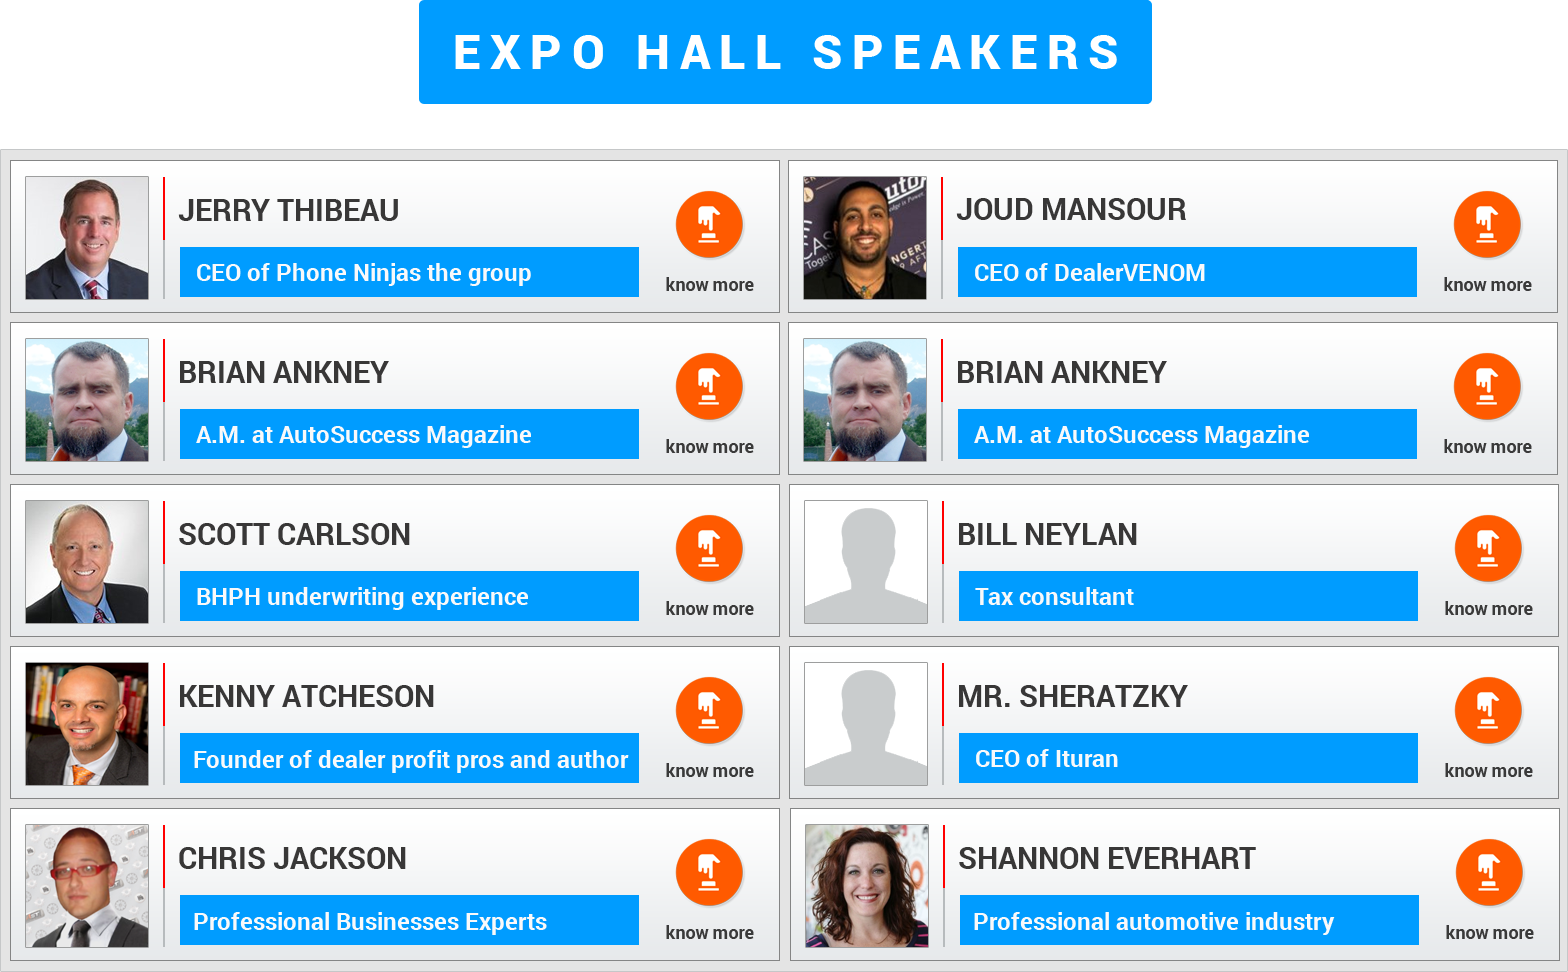 EXPO HALL SPEAKERS
JERRY THIBEAU
CEO of Phone Ninjas the group
know more
JOUD MANSOUR
CEO of DealerVENOM
know more
BRIAN ANKNEY
A.M. at AutoSuccess Magazine
know more
BRIAN ANKNEY
A.M. at AutoSuccess Magazine
know more
SCOTT CARLSON
BHPH underwriting experience
know more
BILL NEYLAN
Tax consultant
know more
KENNY ATCHESON
Founder of dealer profit pros and author
know more
MR. SHERATZKY
CEO of Ituran
know more
CHRIS JACKSON
Professional Businesses Experts
know more
SHANNON EVERHART
Professional automotive industry
know more